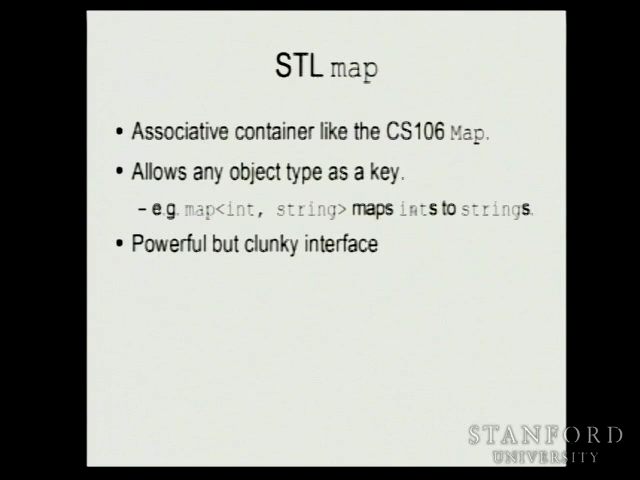 STL map
• Associative container like the CS106 Map.
• Allows any object type as a key.
– e.g. map<int, string> maps ints to strings.
• Powerful but clunky interface
STANFORD
UNIVERSITY